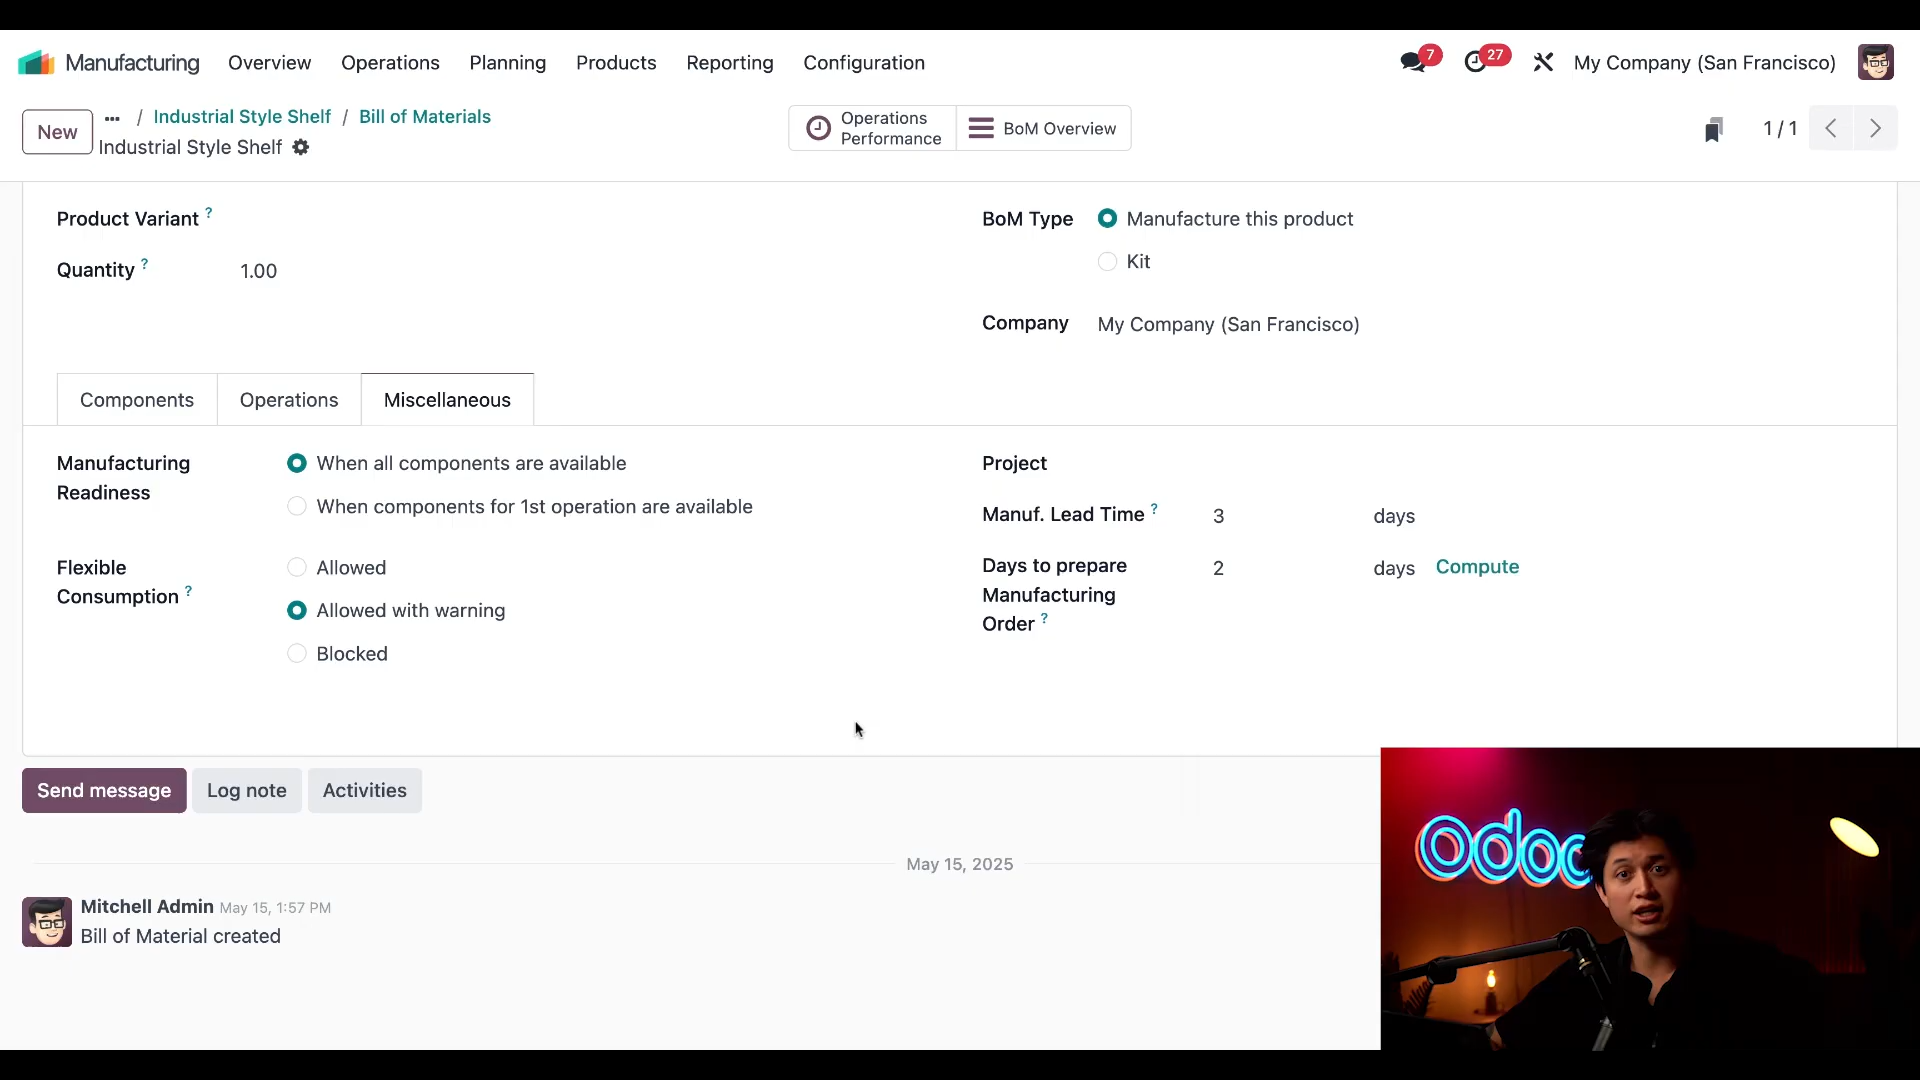 Manufacturing Overview Operations Planning Products Reporting Configuration 7 27 My Company (San Francisco)
New ... / Industrial Style Shelf / Bill of Materials
Industrial Style Shelf
Operations Performance
BoM Overview
1 / 1
Product Variant ?
Quantity ? 1.00
BoM Type Manufacture this product
Kit
Company My Company (San Francisco)
Components Operations Miscellaneous
Manufacturing Readiness
When all components are available
When components for 1st operation are available
Flexible Consumption ?
Allowed
Allowed with warning
Blocked
Project
Manuf. Lead Time ? 3 days
Days to prepare Manufacturing Order ? 2 days Compute
Send message Log note Activities
May 15, 2025
Mitchell Admin May 15, 1:57 PM
Bill of Material created
odoo